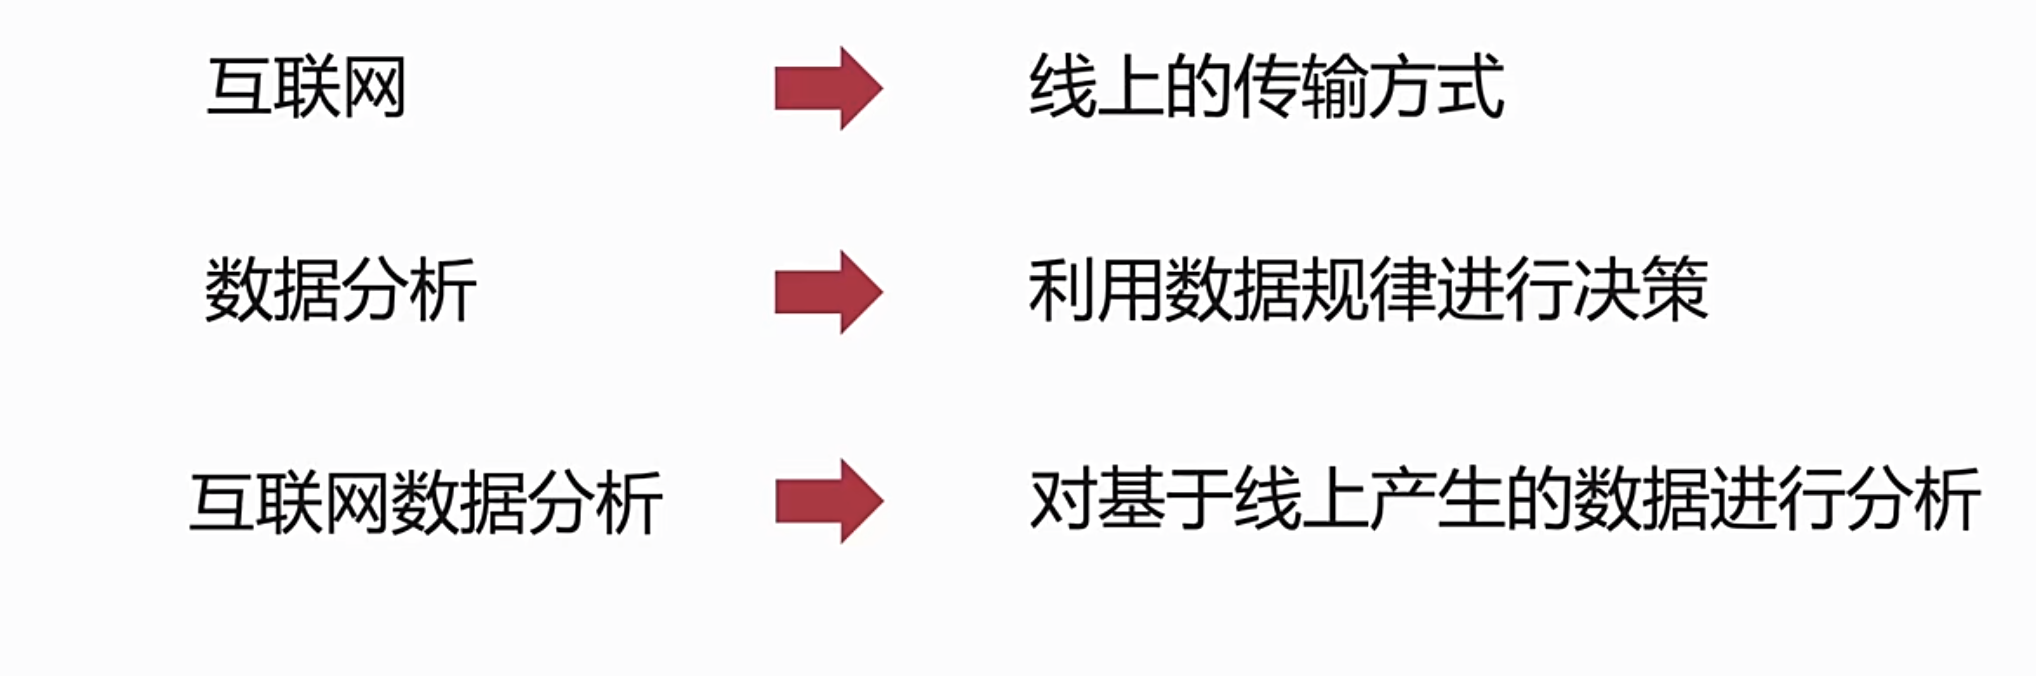 互联网 线上的传输方式
数据分析 利用数据规律进行决策
互联网数据分析 对基于线上产生的数据进行分析